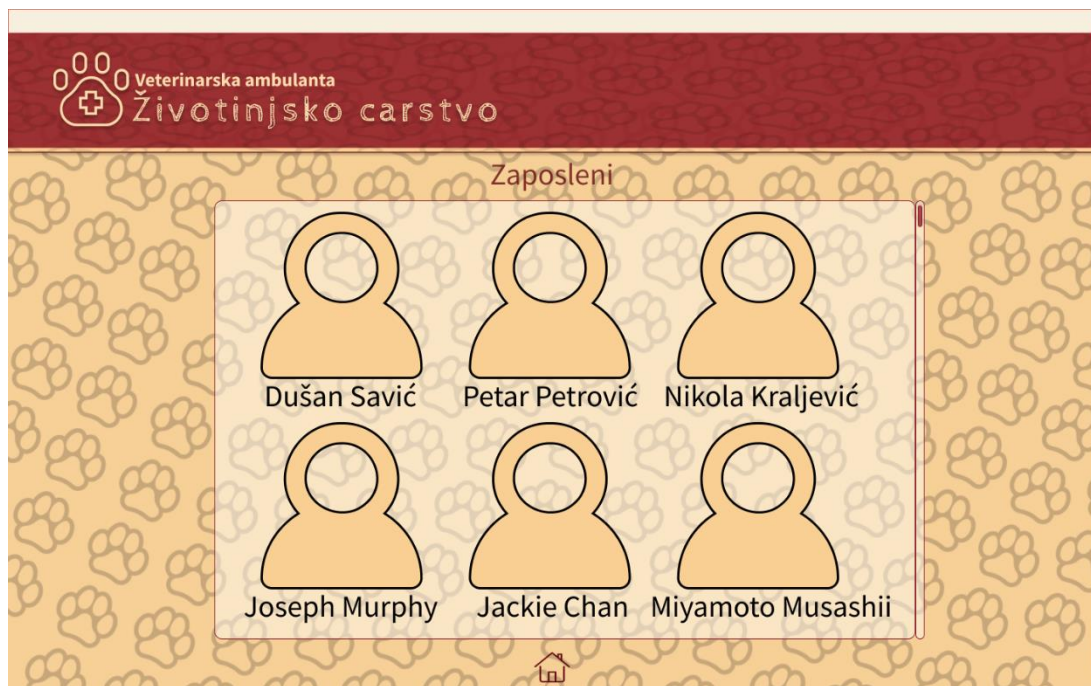 Veterinarska ambulanta
Životinjsko carstvo
Zaposleni
Dušan Savić Petar Petrović Nikola Kraljević
Joseph Murphy Jackie Chan Miyamoto Musashii